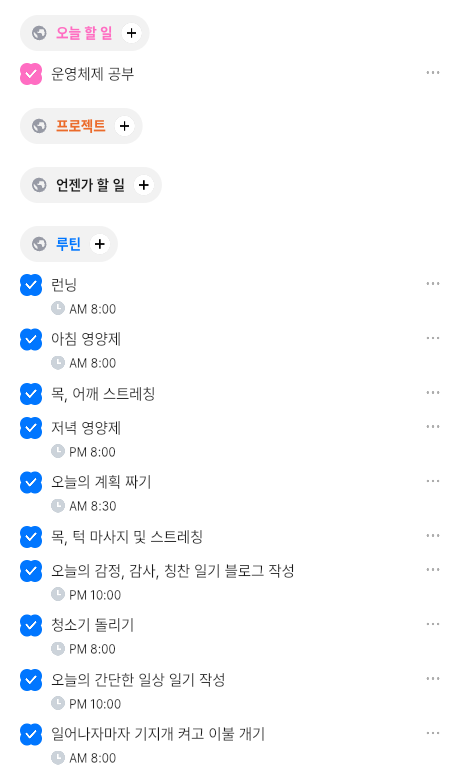 오늘 할 일
운영체제 공부
프로젝트
언젠가 할 일
루틴
런닝
AM 8:00
아침 영양제
AM 8:00
목, 어깨 스트레칭
저녁 영양제
PM 8:00
오늘의 계획 짜기
AM 8:30
목, 턱 마사지 및 스트레칭
오늘의 감정, 감사, 칭찬 일기 블로그 작성
PM 10:00
청소기 돌리기
PM 8:00
오늘의 간단한 일상 일기 작성
PM 10:00
일어나자마자 기지개 켜고 이불 개기
AM 8:00